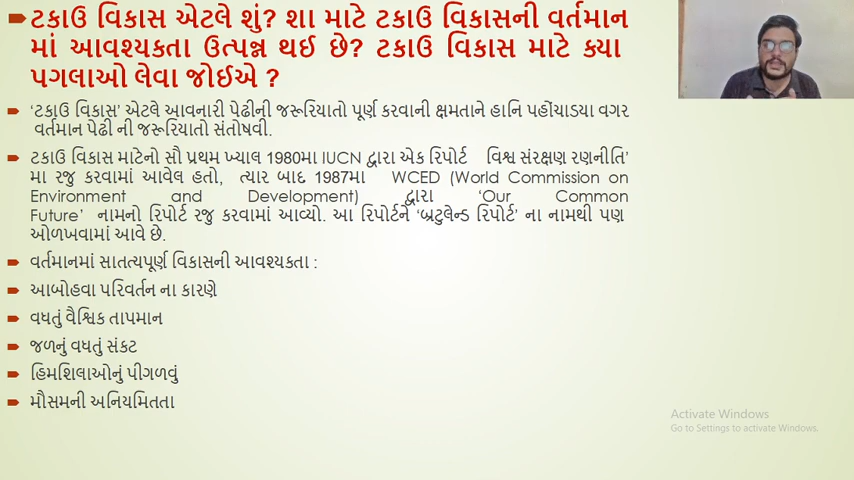 ટકાઉ વિકાસ એટલે શું? શા માટે ટકાઉ વિકાસની વર્તમાન
માં આવશ્યકતા ઉત્પન્ન થઈ છે? ટકાઉ વિકાસ માટે ક્યા
પગલાઓ લેવા જોઈએ ?
'ટકાઉ વિકાસ' એટલે આવનારી પેઢીની જરૂરિયાતો પૂર્ણ કરવાની ક્ષમતાને હાનિ પહોંચાડયા વગર
વર્તમાન પેઢી ની જરૂરિયાતો સંતોષવી.
ટકાઉ વિકાસ માટેનો સૌ પ્રથમ ખ્યાલ 1980મા IUCN દ્વારા એક રિપોર્ટ વિશ્વ સંરક્ષણ રણનીતિ'
મા રજુ કરવામાં આવેલ હતો, ત્યાર બાદ 1987મા WCED (World Commission on
Environment and Development) દ્વારા 'Our Common
Future' નામનો રિપોર્ટ રજુ કરવામાં આવ્યો. આ રિપોર્ટને 'બ્રટુલેન્ડ રિપોર્ટ' ના નામથી પણ
ઓળખવામાં આવે છે.
વર્તમાનમાં સાતત્યપૂર્ણ વિકાસની આવશ્યકતા :
આબોહવા પરિવર્તન ના કારણે
વધતું વૈશ્વિક તાપમાન
જળનું વધતું સંકટ
હિમશિલાઓનું પીગળવું
મૌસમની અનિયમિતતા
Activate Windows
Go to Settings to activate Windows.